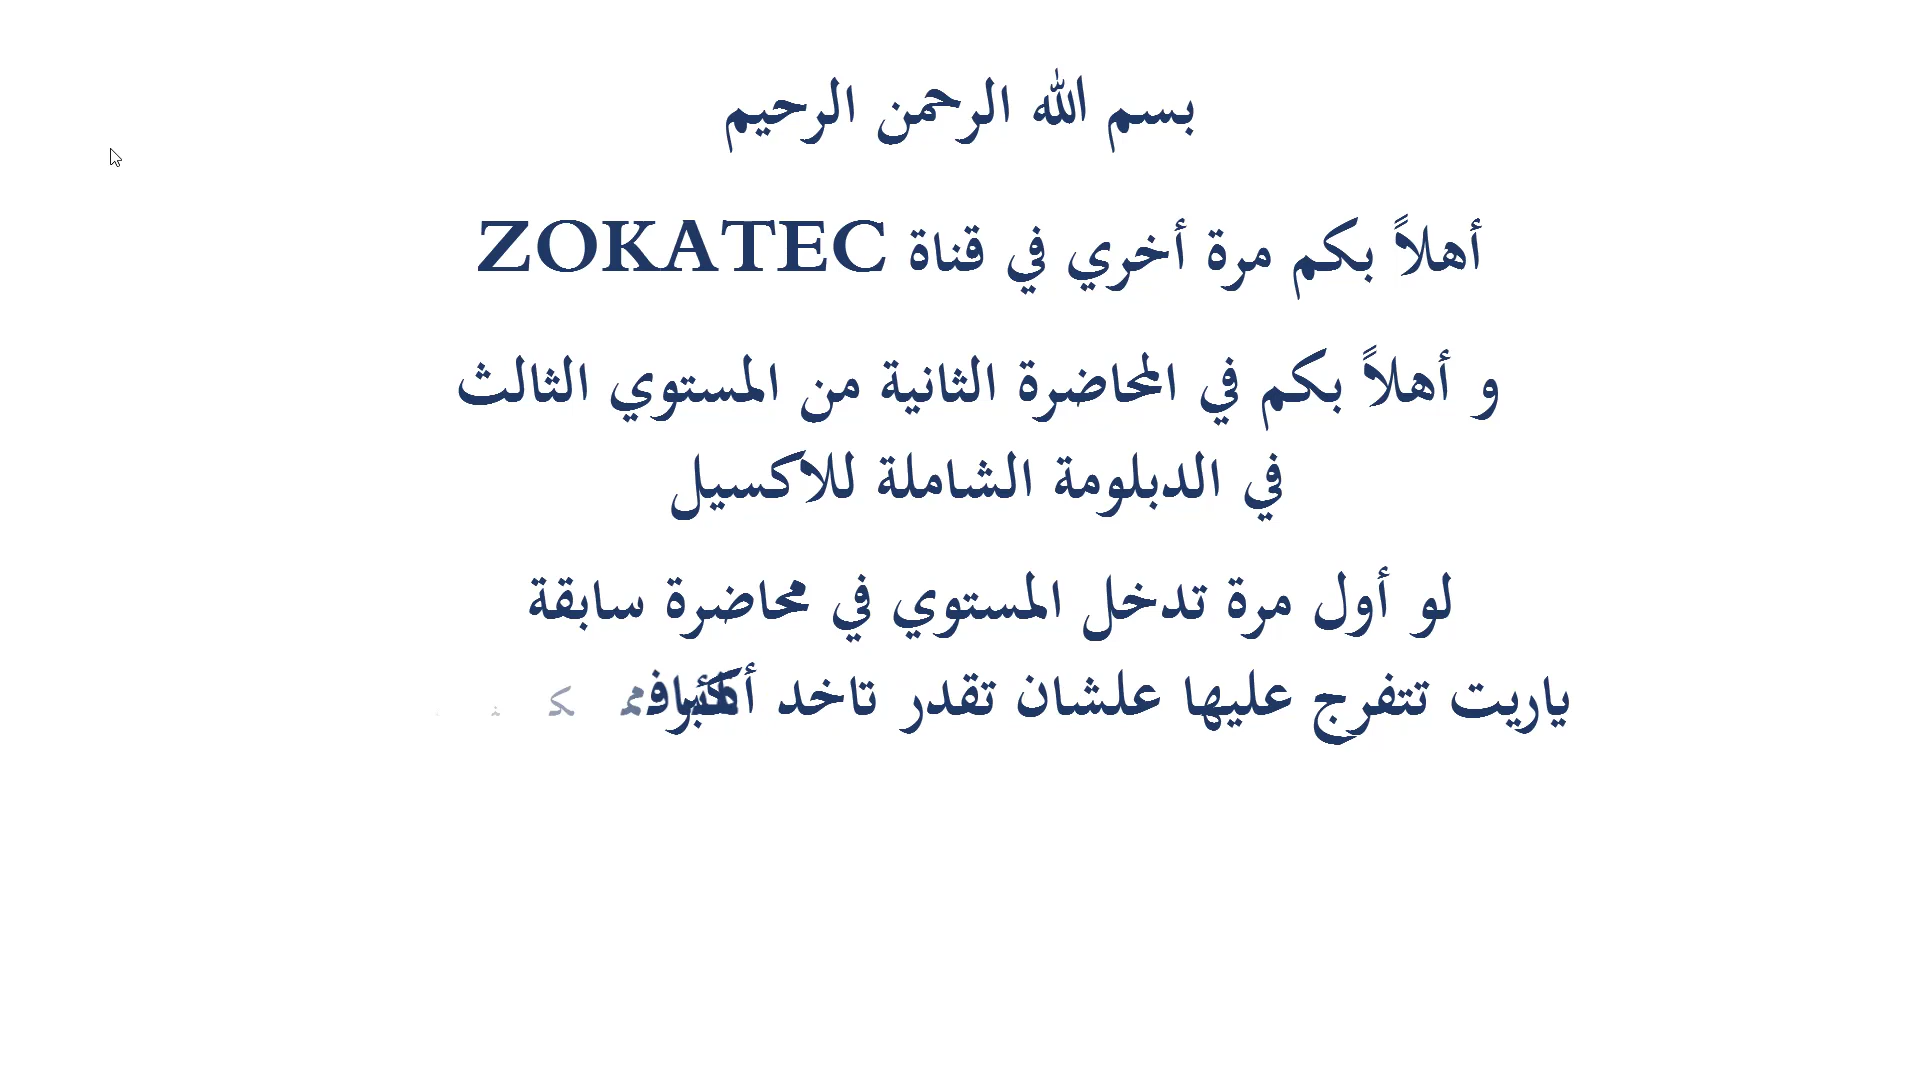 بسم الله الرحمن الرحيم
أهلاً بكم مرة أخري في قناة ZOKATEC
و أهلاً بكم في المحاضرة الثانية من المستوي الثالث
في الدبلومة الشاملة للاكسيل
لو أول مرة تدخل المستوي في محاضرة سابقة
ياريت تتفرج عليها علشان تقدر تاخد أكبر